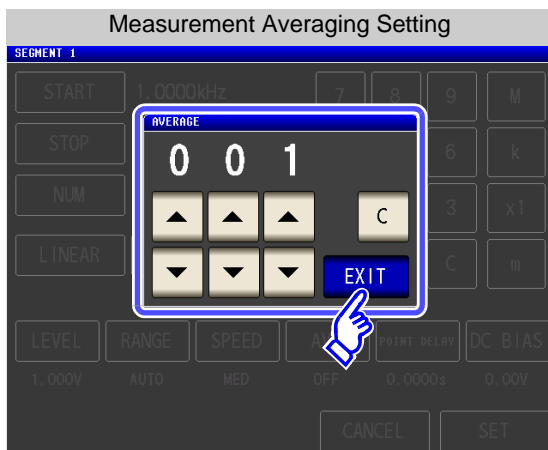 Measurement Averaging Setting
SEGMENT 1
START 1.0000kHz 7 8 9 M
AVERAGE
STOP 0 0 1 6 k
NUM C 3 x1
LINEAR EXIT C m
LEVEL RANGE SPEED POINT DELAY DC BIAS
1.000V AUTO MED OFF 0.0000s 0.00V
CANCEL SET